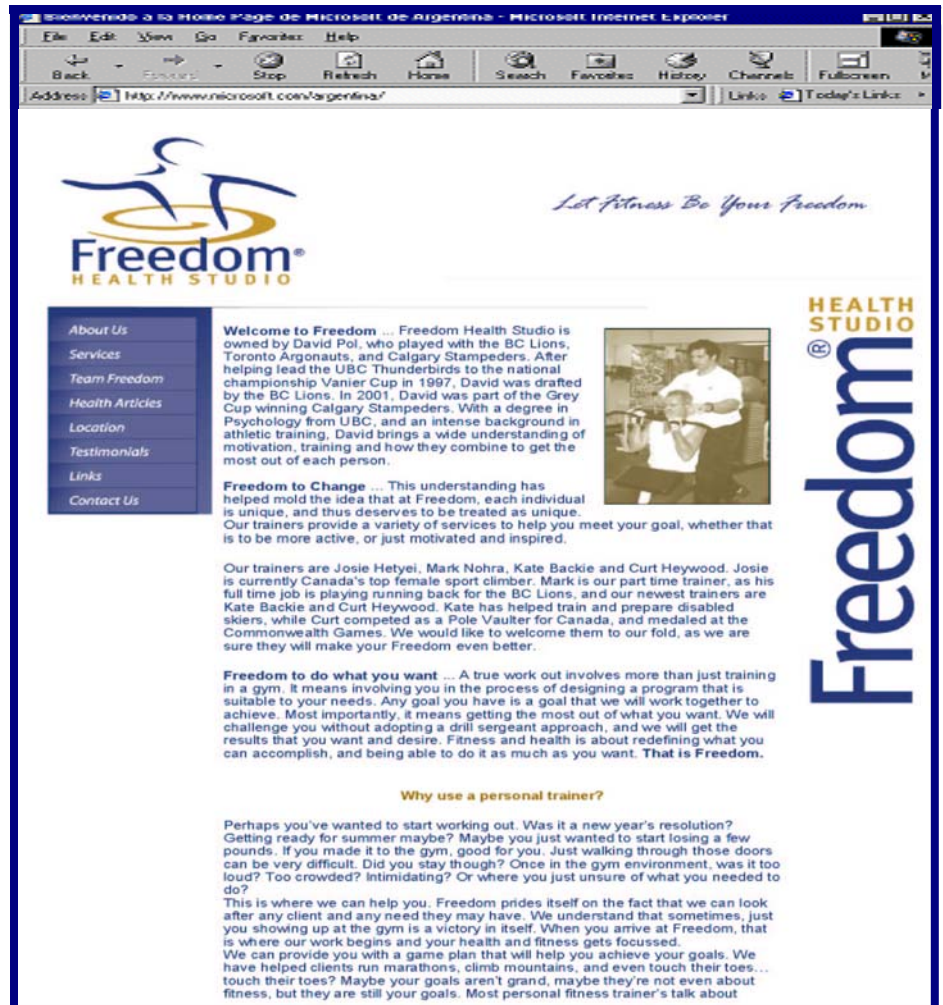 Bienvenido a la Home Page de Microsoft de Argentina - Microsoft Internet Explorer
File Edit View Go Favorites Help
Back Forward Stop Refresh Home Search Favorites History Channels Fullscreen
Address http://www.microsoft.com/argentina/ Links Today's Links
Let Fitness Be Your Freedom
Freedom®
HEALTH STUDIO
About Us
Services
Team Freedom
Health Articles
Location
Testimonials
Links
Contact Us
Welcome to Freedom ... Freedom Health Studio is
owned by David Pol, who played with the BC Lions,
Toronto Argonauts, and Calgary Stampeders. After
helping lead the UBC Thunderbirds to the national
championship Vanier Cup in 1997, David was drafted
by the BC Lions. In 2001, David was part of the Grey
Cup winning Calgary Stampeders. With a degree in
Psychology from UBC, and an intense background in
athletic training, David brings a wide understanding of
motivation, training and how they combine to get the
most out of each person.
Freedom to Change ... This understanding has
helped mold the idea that at Freedom, each individual
is unique, and thus deserves to be treated as unique.
Our trainers provide a variety of services to help you meet your goal, whether that
is to be more active, or just motivated and inspired.
Our trainers are Josie Hetyei, Mark Nohra, Kate Backie and Curt Heywood. Josie
is currently Canada's top female sport climber. Mark is our part time trainer, as his
full time job is playing running back for the BC Lions, and our newest trainers are
Kate Backie and Curt Heywood. Kate has helped train and prepare disabled
skiers, while Curt competed as a Pole Vaulter for Canada, and medaled at the
Commonwealth Games. We would like to welcome them to our fold, as we are
sure they will make your Freedom even better.
Freedom to do what you want ... A true work out involves more than just training
in a gym. It means involving you in the process of designing a program that is
suitable to your needs. Any goal you have is a goal that we will work together to
achieve. Most importantly, it means getting the most out of what you want. We will
challenge you without adopting a drill sergeant approach, and we will get the
results that you want and desire. Fitness and health is about redefining what you
can accomplish, and being able to do it as much as you want. That is Freedom.
Why use a personal trainer?
Perhaps you've wanted to start working out. Was it a new year's resolution?
Getting ready for summer maybe? Maybe you just wanted to start losing a few
pounds. If you made it to the gym, good for you. Just walking through those doors
can be very difficult. Did you stay though? Once in the gym environment, was it too
loud? Too crowded? Intimidating? Or where you just unsure of what you needed to
do?
This is where we can help you. Freedom prides itself on the fact that we can look
after any client and any need they may have. We understand that sometimes, just
you showing up at the gym is a victory in itself. When you arrive at Freedom, that
is where our work begins and your health and fitness gets focussed.
We can provide you with a game plan that will help you achieve your goals. We
have helped clients run marathons, climb mountains, and even touch their toes...
touch their toes? Maybe your goals aren't grand, maybe they're not even about
fitness, but they are still your goals. Most personal fitness trainer's talk about
HEALTH
STUDIO
Freedom®